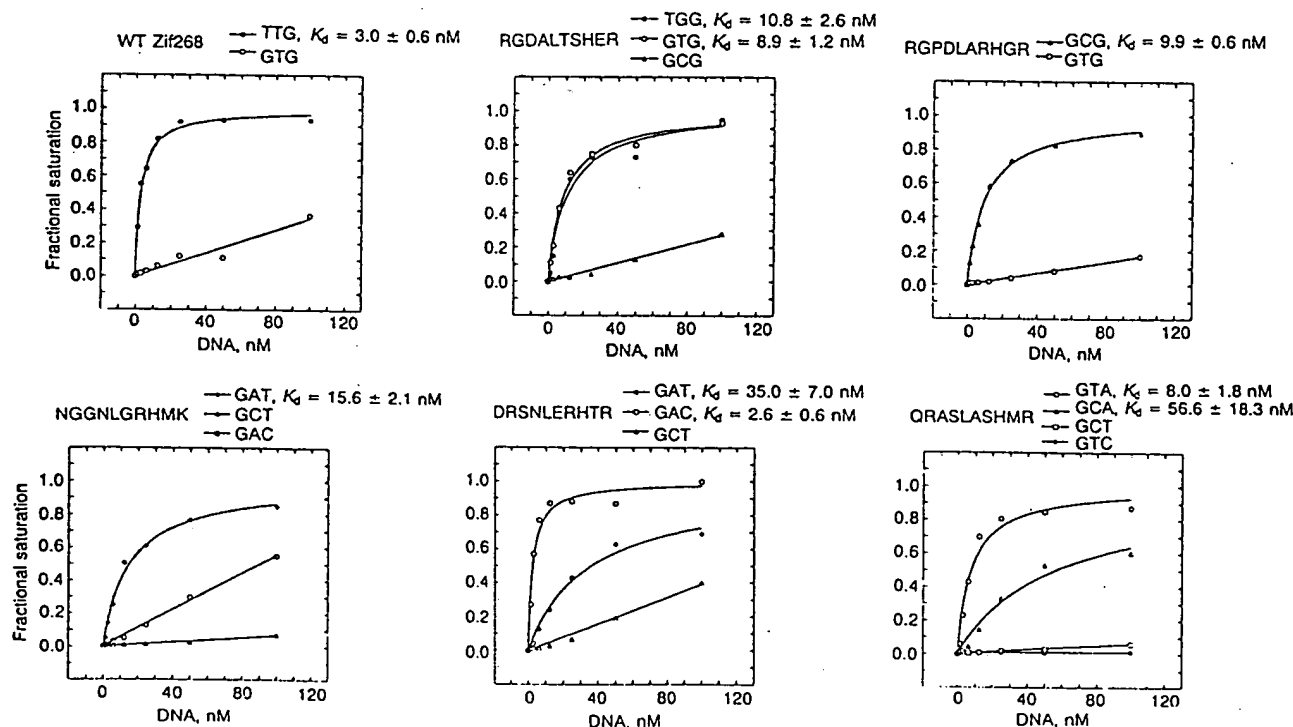 WT Zif268
TTG, Kd = 3.0 ± 0.6 nM
GTG
Fractional saturation
1.0
0.8
0.6
0.4
0.2
0.0
0 40 80 120
DNA, nM
RGDALTSHER
TGG, Kd = 10.8 ± 2.6 nM
GTG, Kd = 8.9 ± 1.2 nM
GCG
1.0
0.8
0.6
0.4
0.2
0.0
0 40 80 120
DNA, nM
RGPDLARHGR
GCG, Kd = 9.9 ± 0.6 nM
GTG
1.0
0.8
0.6
0.4
0.2
0.0
0 40 80 120
DNA, nM
NGGNLGRHMK
GAT, Kd = 15.6 ± 2.1 nM
GCT
GAC
Fractional saturation
1.0
0.8
0.6
0.4
0.2
0.0
0 40 80 120
DNA, nM
DRSNLERHTR
GAT, Kd = 35.0 ± 7.0 nM
GAC, Kd = 2.6 ± 0.6 nM
GCT
1.0
0.8
0.6
0.4
0.2
0.0
0 40 80 120
DNA, nM
QRASLASHMR
GTA, Kd = 8.0 ± 1.8 nM
GCA, Kd = 56.6 ± 18.3 nM
GCT
GTC
1.0
0.8
0.6
0.4
0.2
0.0
0 40 80 120
DNA, nM